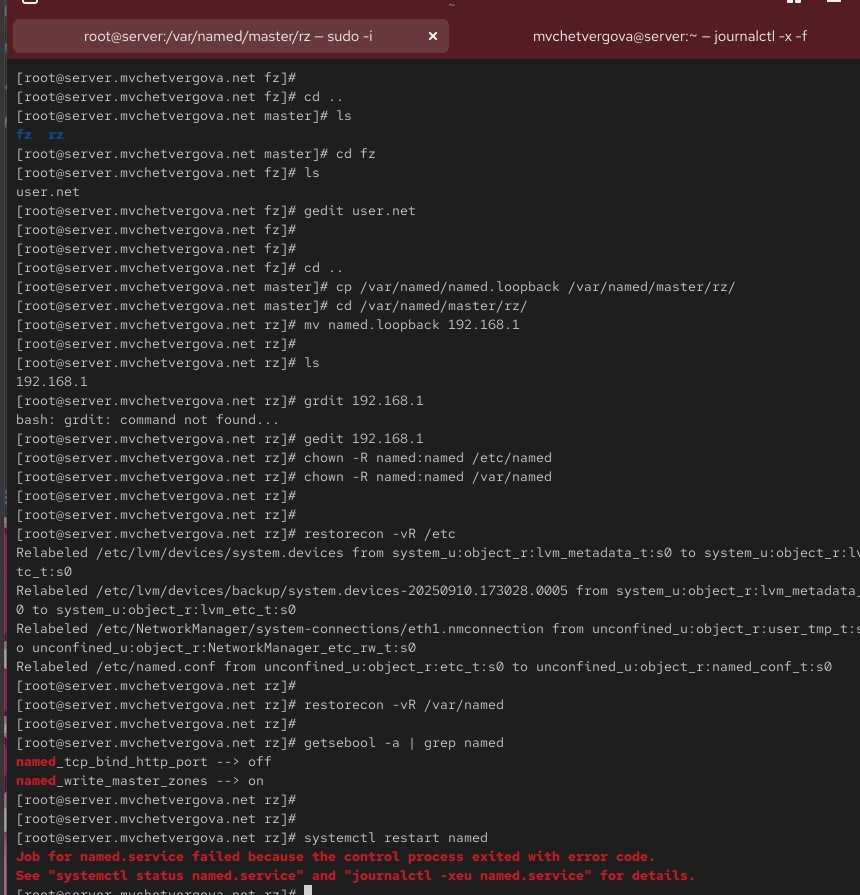 ~
root@server:/var/named/master/rz — sudo -i
mvchetvergova@server:~ — journalctl -x -f
[root@server.mvchetvergova.net fz]#
[root@server.mvchetvergova.net fz]# cd ..
[root@server.mvchetvergova.net master]# ls
fz  rz
[root@server.mvchetvergova.net master]# cd fz
[root@server.mvchetvergova.net fz]# ls
user.net
[root@server.mvchetvergova.net fz]# gedit user.net
[root@server.mvchetvergova.net fz]#
[root@server.mvchetvergova.net fz]#
[root@server.mvchetvergova.net fz]# cd ..
[root@server.mvchetvergova.net master]# cp /var/named/named.loopback /var/named/master/rz/
[root@server.mvchetvergova.net master]# cd /var/named/master/rz/
[root@server.mvchetvergova.net rz]# mv named.loopback 192.168.1
[root@server.mvchetvergova.net rz]#
[root@server.mvchetvergova.net rz]# ls
192.168.1
[root@server.mvchetvergova.net rz]# grdit 192.168.1
bash: grdit: command not found...
[root@server.mvchetvergova.net rz]# gedit 192.168.1
[root@server.mvchetvergova.net rz]# chown -R named:named /etc/named
[root@server.mvchetvergova.net rz]# chown -R named:named /var/named
[root@server.mvchetvergova.net rz]#
[root@server.mvchetvergova.net rz]#
[root@server.mvchetvergova.net rz]# restorecon -vR /etc
Relabeled /etc/lvm/devices/system.devices from system_u:object_r:lvm_metadata_t:s0 to system_u:object_r:lv
tc_t:s0
Relabeled /etc/lvm/devices/backup/system.devices-20250910.173028.0005 from system_u:object_r:lvm_metadata_
0 to system_u:object_r:lvm_etc_t:s0
Relabeled /etc/NetworkManager/system-connections/eth1.nmconnection from unconfined_u:object_r:user_tmp_t:s
o unconfined_u:object_r:NetworkManager_etc_rw_t:s0
Relabeled /etc/named.conf from unconfined_u:object_r:etc_t:s0 to unconfined_u:object_r:named_conf_t:s0
[root@server.mvchetvergova.net rz]#
[root@server.mvchetvergova.net rz]# restorecon -vR /var/named
[root@server.mvchetvergova.net rz]#
[root@server.mvchetvergova.net rz]# getsebool -a | grep named
named_tcp_bind_http_port --> off
named_write_master_zones --> on
[root@server.mvchetvergova.net rz]#
[root@server.mvchetvergova.net rz]#
[root@server.mvchetvergova.net rz]# systemctl restart named
Job for named.service failed because the control process exited with error code.
See "systemctl status named.service" and "journalctl -xeu named.service" for details.
[root@server.mvchetvergova.net rz]#